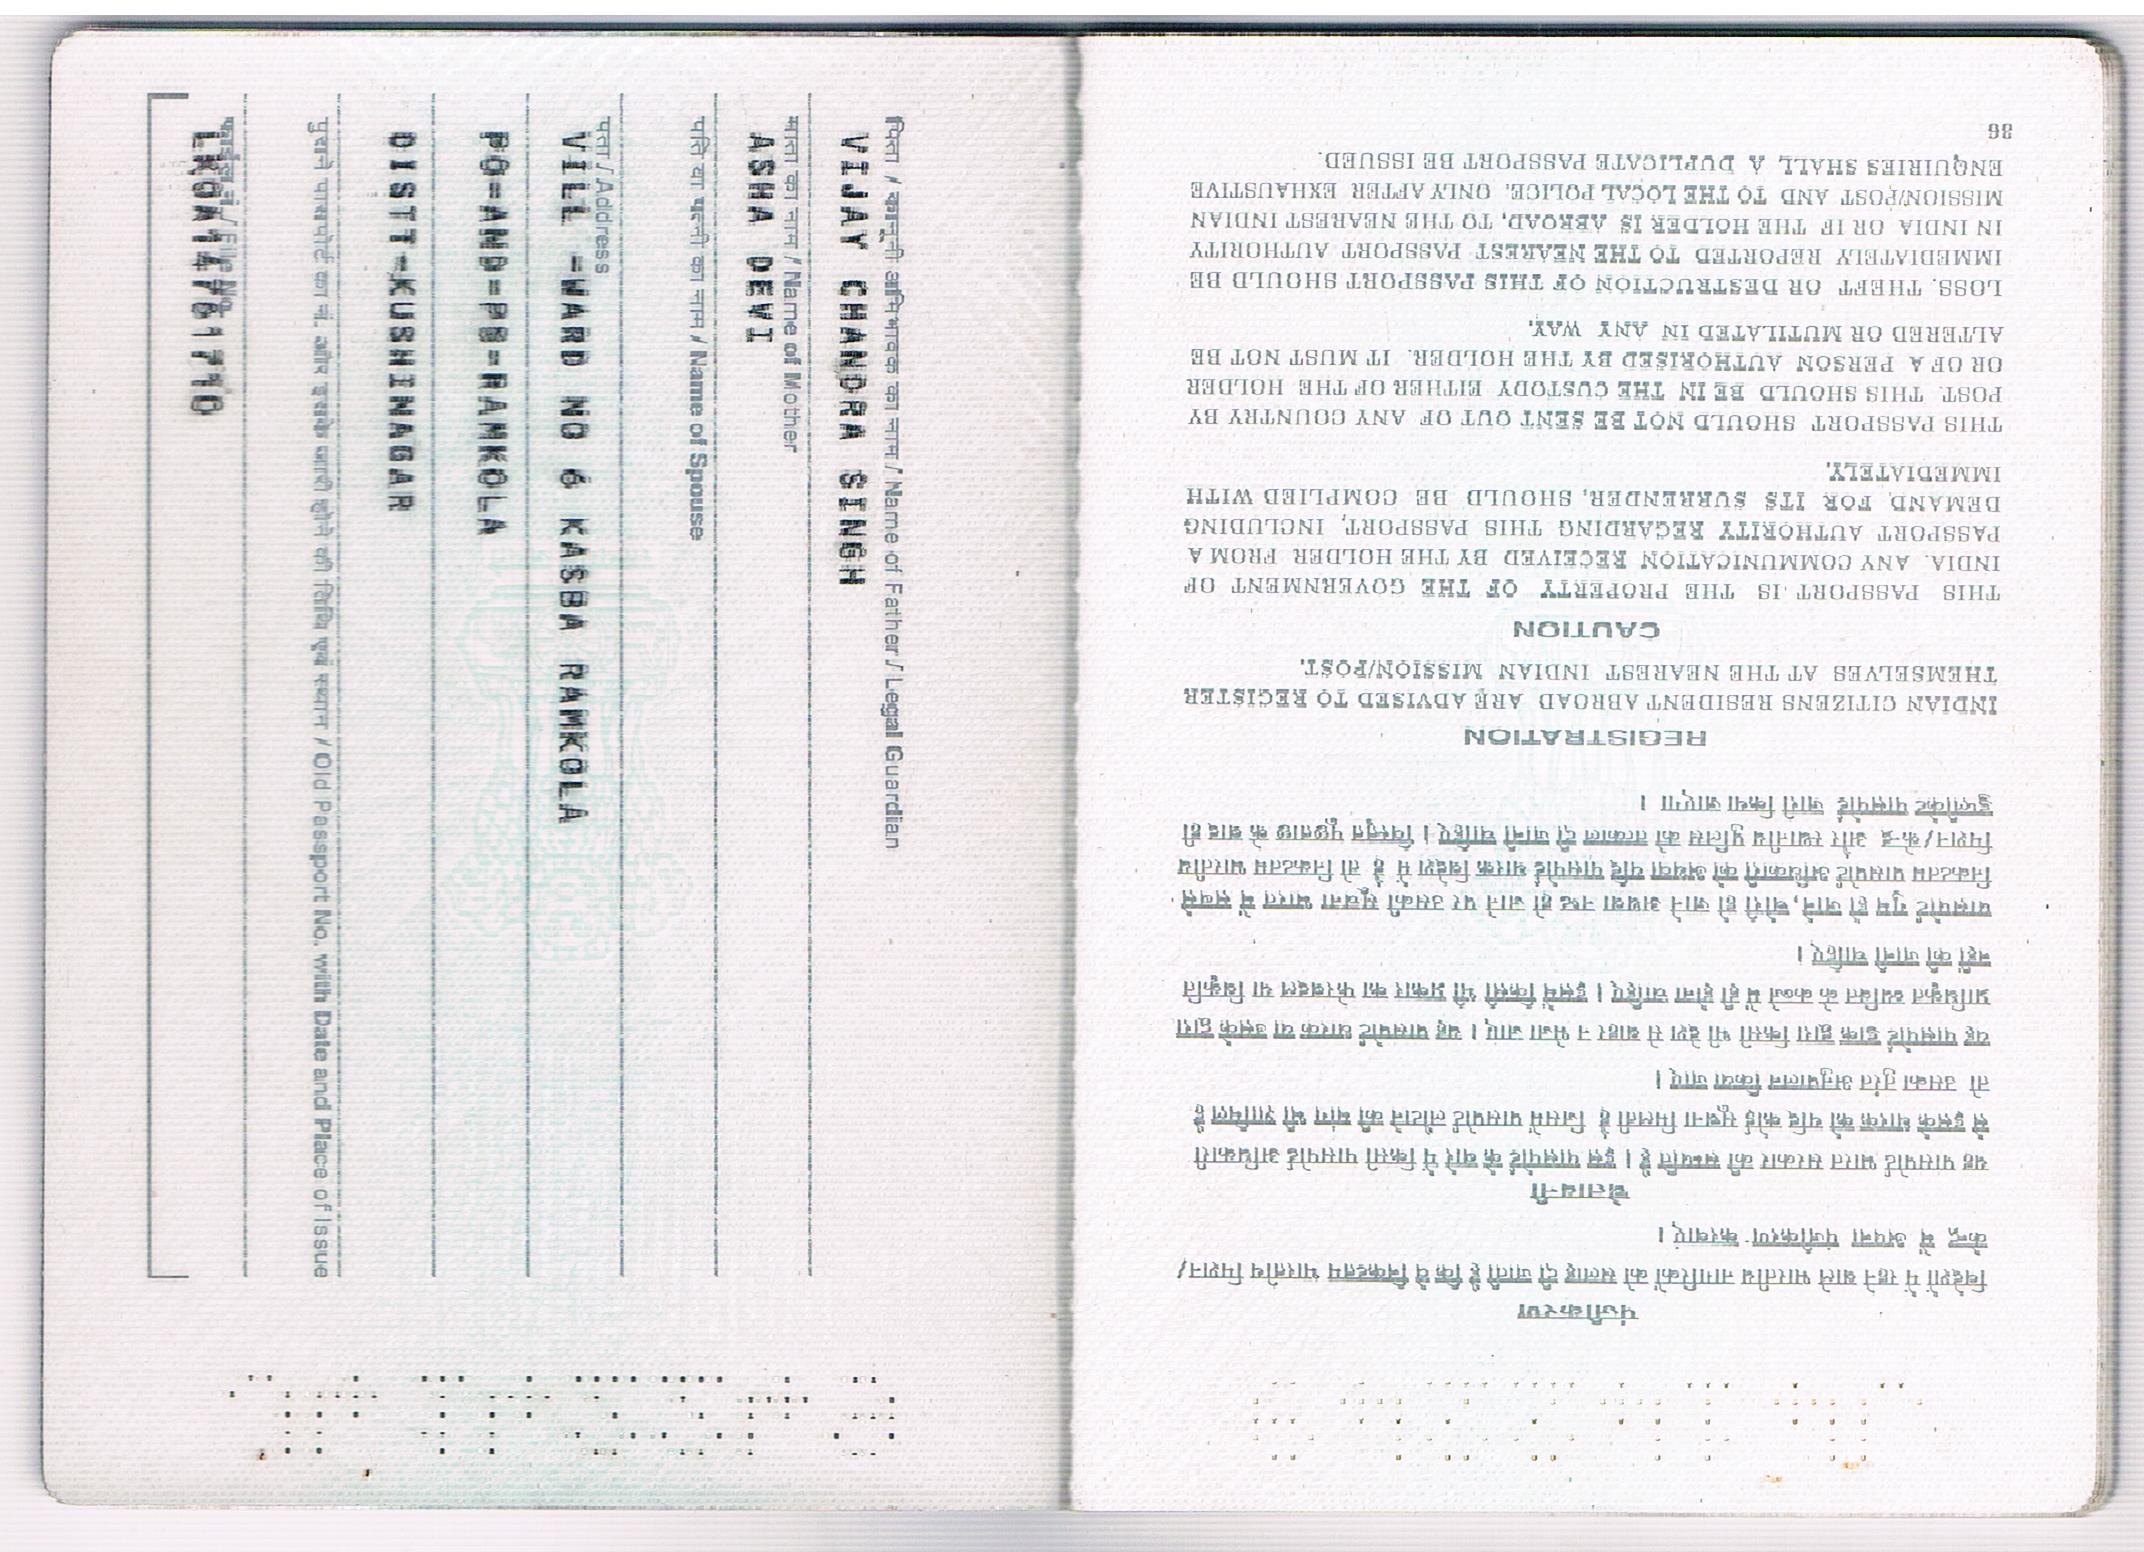 पंजीकरण
विदेशों में रहने वाले भारतीय नागरिकों को सलाह दी जाती है कि वे निकटतम भारतीय मिशन/
केन्द्र में अपना पंजीकरण करवाएं ।
चेतावनी
यह पासपोर्ट भारत सरकार की सम्पत्ति है । इस पासपोर्ट के बारे में किसी पासपोर्ट अधिकारी
से इसके धारक को यदि कोई सूचना मिलती है जिसमें पासपोर्ट लौटाने की मांग भी शामिल है
तो उसका तुरंत अनुपालन किया जाए ।
यह पासपोर्ट डाक द्वारा किसी भी देश से बाहर न भेजा जाए । यह पासपोर्ट धारक या उसके द्वारा
प्राधिकृत व्यक्ति के कब्जे में ही होना चाहिए । इसमें किसी भी प्रकार का फेरबदल या विकृति
नहीं की जानी चाहिए ।
पासपोर्ट गुम हो जाने, चोरी हो जाने अथवा नष्ट हो जाने पर उसकी सूचना भारत में सबसे
निकटतम पासपोर्ट अधिकारी को अथवा यदि पासपोर्ट धारक विदेश में है तो निकटतम भारतीय
मिशन/केन्द्र और स्थानीय पुलिस को तत्काल दी जानी चाहिए । विस्तृत पूछताछ के बाद ही
डुप्लीकेट पासपोर्ट जारी किया जाएगा ।
REGISTRATION
INDIAN CITIZENS RESIDENT ABROAD ARE ADVISED TO REGISTER
THEMSELVES AT THE NEAREST INDIAN MISSION/POST.
CAUTION
THIS PASSPORT IS THE PROPERTY OF THE GOVERNMENT OF
INDIA. ANY COMMUNICATION RECEIVED BY THE HOLDER FROM A
PASSPORT AUTHORITY REGARDING THIS PASSPORT, INCLUDING
DEMAND FOR ITS SURRENDER, SHOULD BE COMPLIED WITH
IMMEDIATELY.
THIS PASSPORT SHOULD NOT BE SENT OUT OF ANY COUNTRY BY
POST. THIS SHOULD BE IN THE CUSTODY EITHER OF THE HOLDER
OR OF A PERSON AUTHORISED BY THE HOLDER. IT MUST NOT BE
ALTERED OR MUTILATED IN ANY WAY.
LOSS, THEFT OR DESTRUCTION OF THIS PASSPORT SHOULD BE
IMMEDIATELY REPORTED TO THE NEAREST PASSPORT AUTHORITY
IN INDIA OR IF THE HOLDER IS ABROAD, TO THE NEAREST INDIAN
MISSION/POST AND TO THE LOCAL POLICE. ONLY AFTER EXHAUSTIVE
ENQUIRIES SHALL A DUPLICATE PASSPORT BE ISSUED.
36
पिता / कानूनी अभिभावक का नाम / Name of Father / Legal Guardian
VIJAY CHANDRA SINGH
माता का नाम / Name of Mother
ASHA DEVI
पति या पत्नी का नाम / Name of Spouse
पता / Address
VILL -WARD NO 6 KASBA RAMKOLA
PO-AND-PS-RAMKOLA
DISTT-KUSHINAGAR
पुराने पासपोर्ट का नं. और इसके जारी होने की तिथि एवं स्थान / Old Passport No. with Date and Place of Issue
फाईल नं / File No.